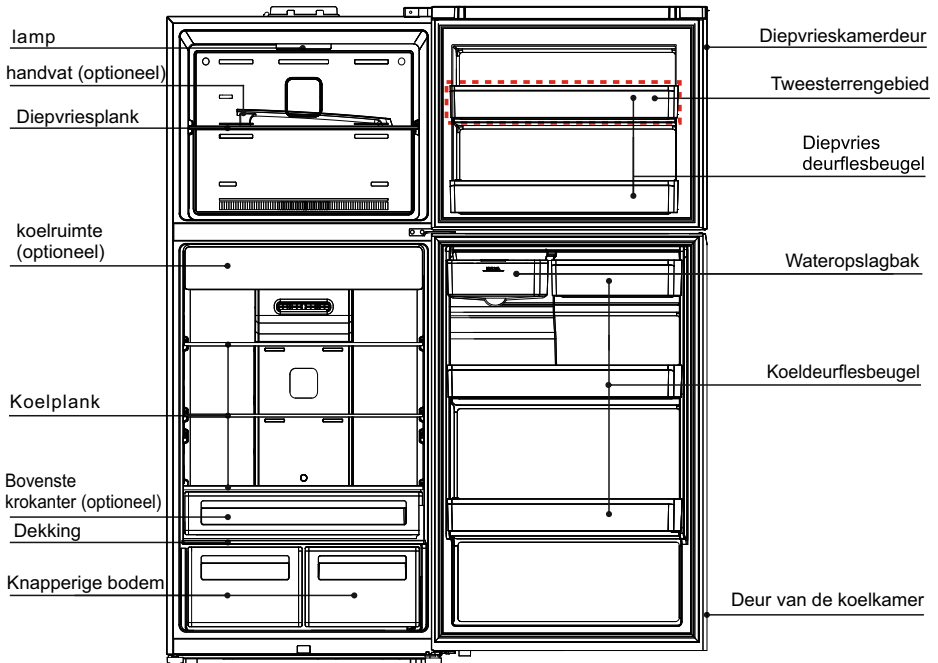 lamp
handvat (optioneel)
Diepvriesplank
koelruimte
(optioneel)
Koelplank
Bovenste
krokanter (optioneel)
Dekking
Knapperige bodem
Diepvrieskamerdeur
Tweesterrengebied
Diepvries
deurflesbeugel
Wateropslagbak
Koeldeurflesbeugel
Deur van de koelkamer